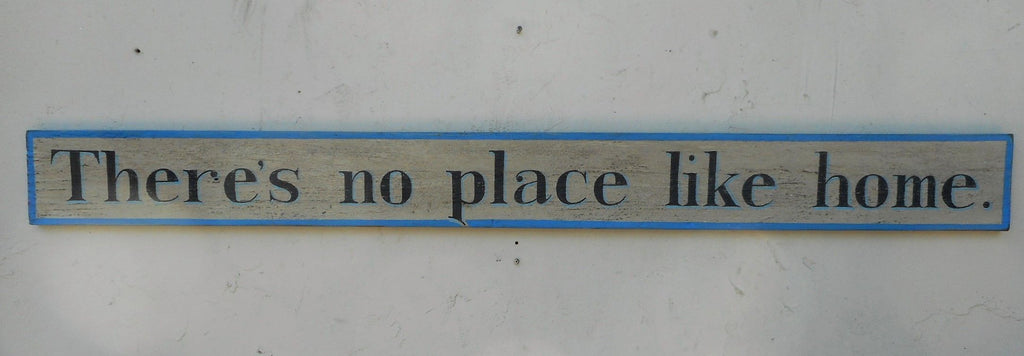 There's no place like home.